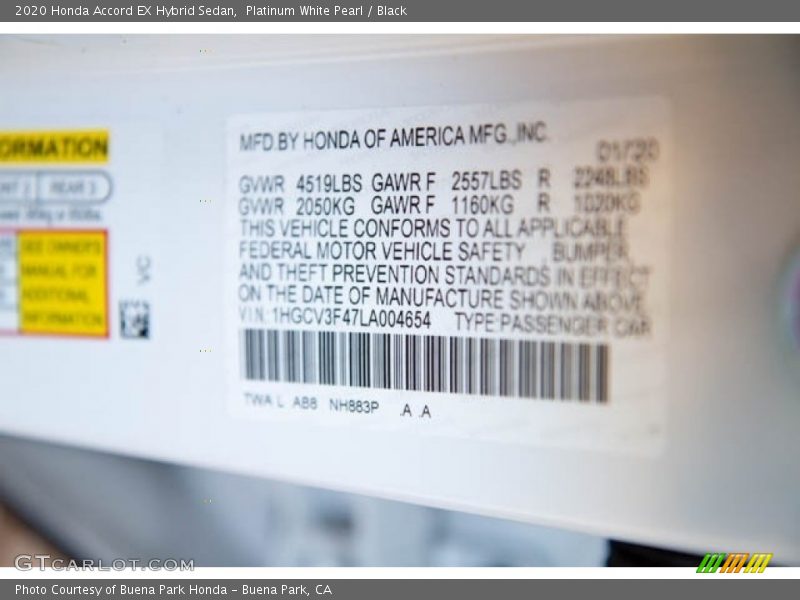 2020 Honda Accord EX Hybrid Sedan,  Platinum White Pearl / Black
ORMATION
REAR 3
SEE OWNER'S
MANUAL FOR
ADDITIONAL
INFORMATION
VC
MFD.BY HONDA OF AMERICA MFG.,INC.
01/20
GVWR 4519LBS GAWR F 2557LBS R 2248LBS
GVWR 2050KG GAWR F 1160KG R 1020KG
THIS VEHICLE CONFORMS TO ALL APPLICABLE
FEDERAL MOTOR VEHICLE SAFETY , BUMPER,
AND THEFT PREVENTION STANDARDS IN EFFECT
ON THE DATE OF MANUFACTURE SHOWN ABOVE.
V.I.N.: 1HGCV3F47LA004654 TYPE:PASSENGER CAR
TWA L AB8 NH883P .A .A
GTCARLOT.COM
Photo Courtesy of Buena Park Honda – Buena Park, CA